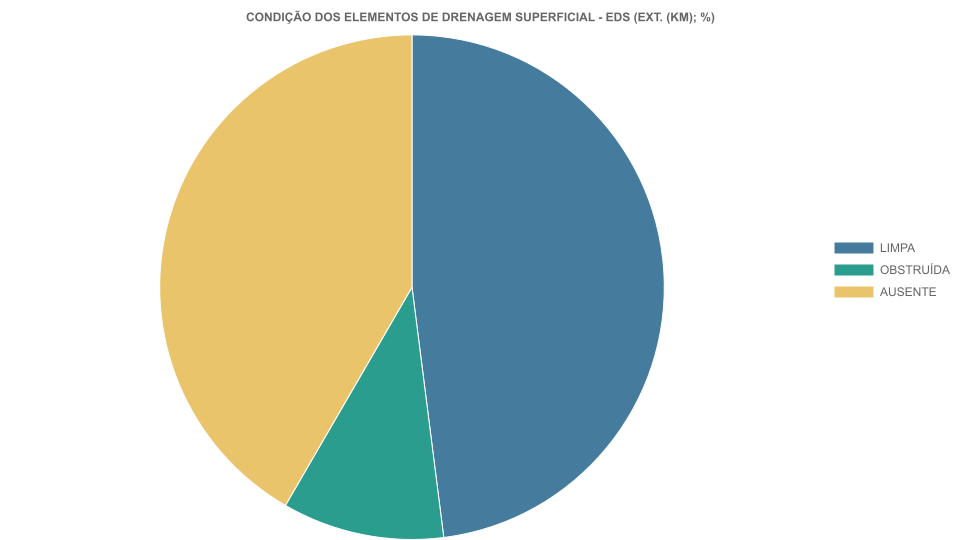 CONDIÇÃO DOS ELEMENTOS DE DRENAGEM SUPERFICIAL - EDS (EXT. (KM); %)
LIMPA
OBSTRUÍDA
AUSENTE